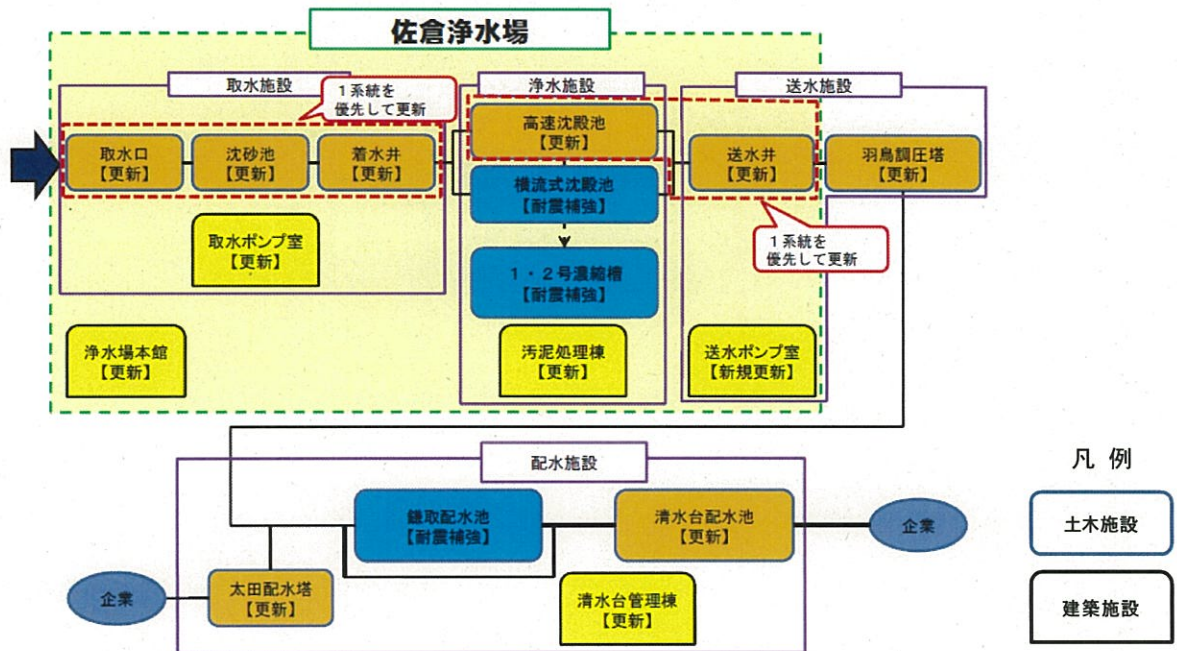 佐倉浄水場
取水施設
1系統を
優先して更新
浄水施設
送水施設
取水口
【更新】
沈砂池
【更新】
着水井
【更新】
高速沈殿池
【更新】
横流式沈殿池
【耐震補強】
送水井
【更新】
羽鳥調圧塔
【更新】
取水ポンプ室
【更新】
1・2号濃縮槽
【耐震補強】
1系統を
優先して更新
浄水場本館
【更新】
汚泥処理棟
【更新】
送水ポンプ室
【新規更新】
配水施設
鎌取配水池
【耐震補強】
清水台配水池
【更新】
企業
企業
太田配水塔
【更新】
清水台管理棟
【更新】
凡例
土木施設
建築施設